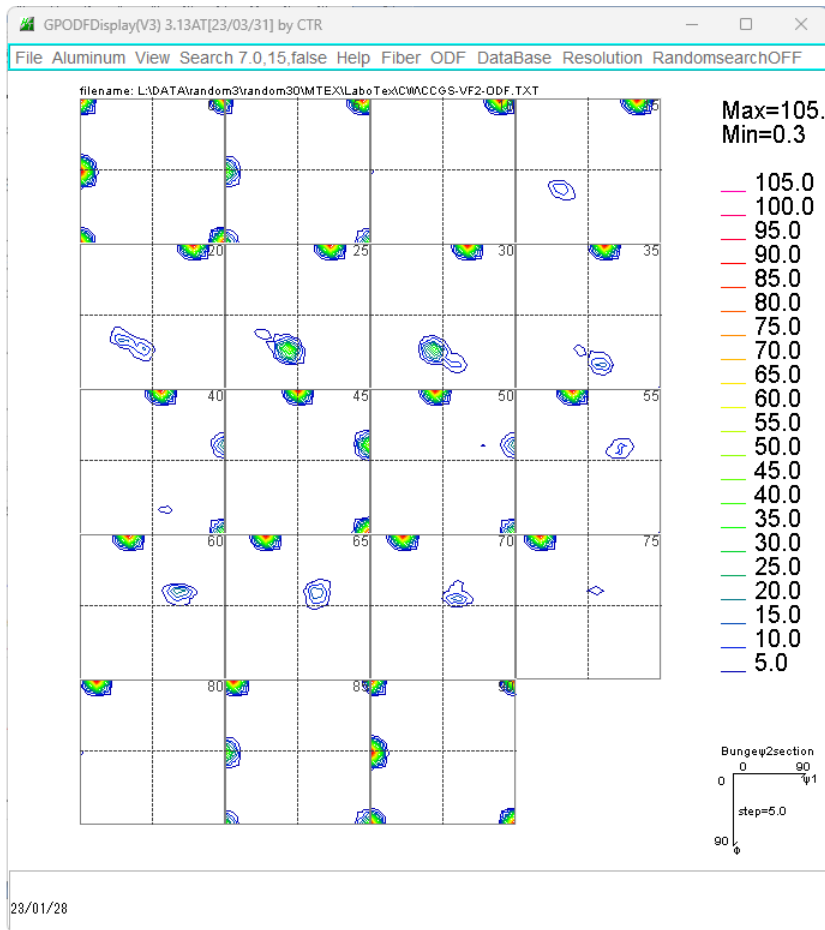 GPODFDisplay(V3) 3.13AT[23/03/31] by CTR
File Aluminum View Search 7.0,15,false Help Fiber ODF DataBase Resolution RandomsearchOFF
filename: L:\DATA\random3\random30\MTEX\LaboTex\CW\CCGS-VF2-ODF.TXT
Max=105.
Min=0.3
105.0
100.0
95.0
90.0
85.0
80.0
75.0
70.0
65.0
60.0
55.0
50.0
45.0
40.0
35.0
30.0
25.0
20.0
15.0
10.0
5.0
20 25 30 35
40 45 50 55
60 65 70 75
80 85 90
Bungeψ2section
0 90
0 ψ1
step=5.0
90
Φ
23/01/28